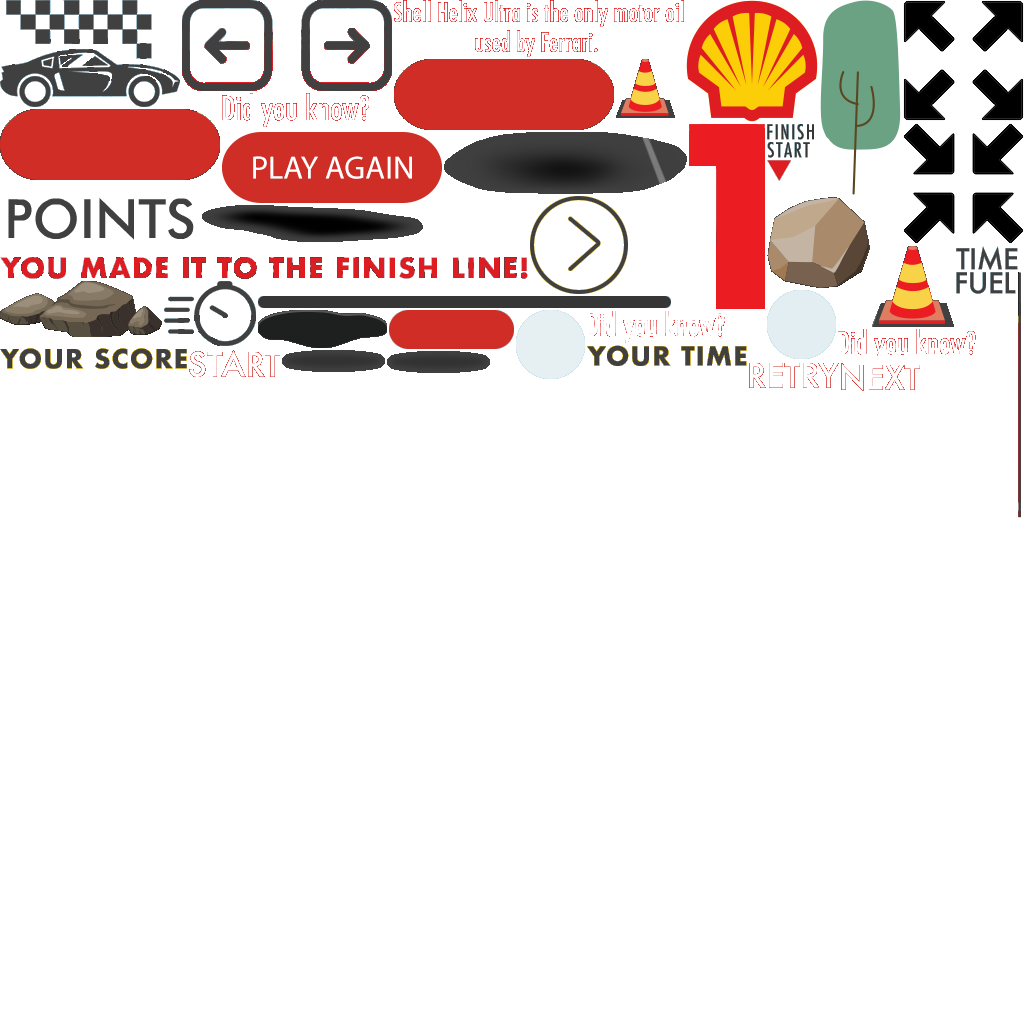 Shell Helix Ultra is the only motor oil
used by Ferrari.
Did you know?
PLAY AGAIN
1
FINISH
START
POINTS
YOU MADE IT TO THE FINISH LINE!
TIME
FUEL
Did you know?
Did you know?
YOUR SCORE
START
YOUR TIME
RETRY
NEXT